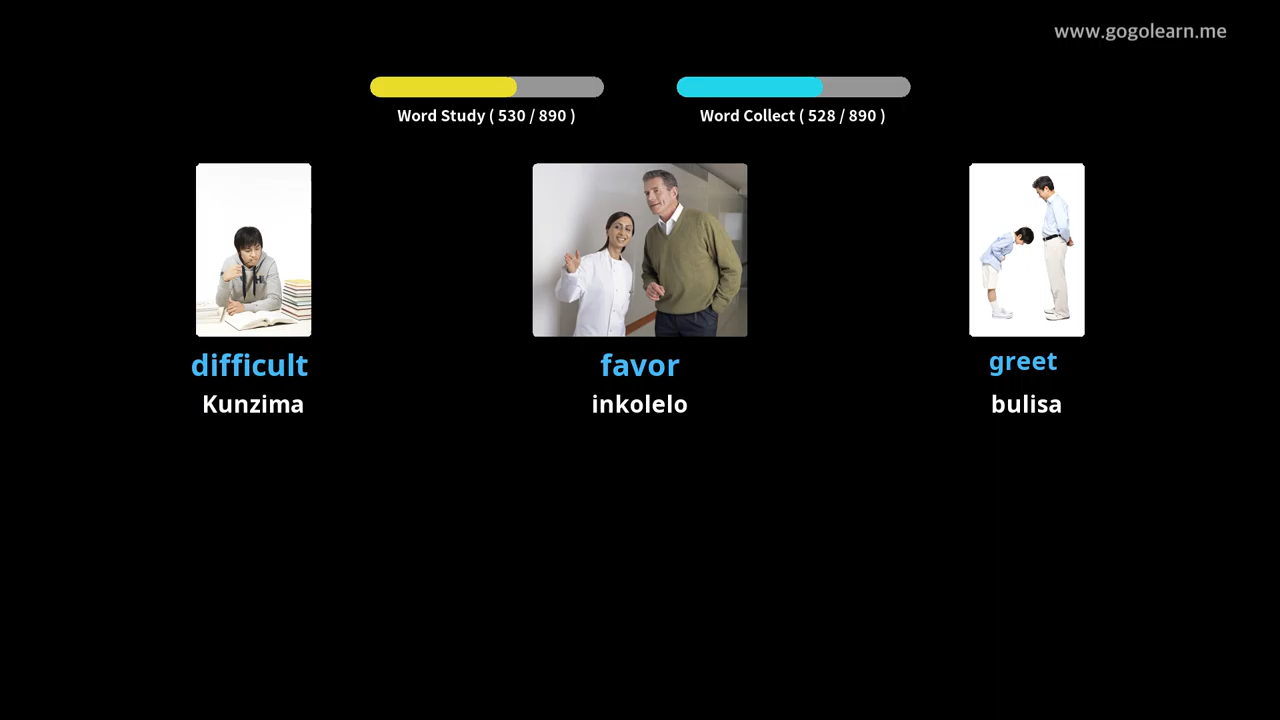 www.gogolearn.me
Word Study ( 530 / 890 )
Word Collect ( 528 / 890 )
difficult
favor
greet
Kunzima
inkolelo
bulisa